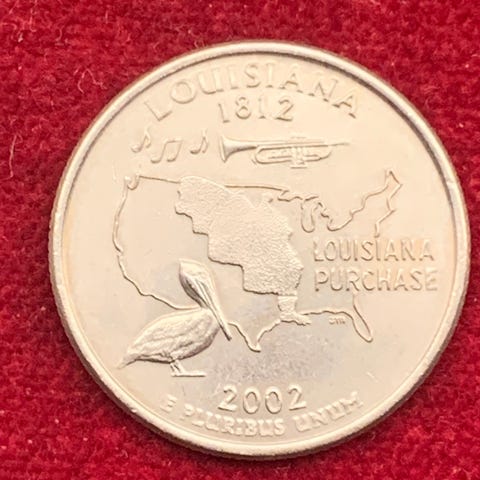 LOUISIANA
1812
LOUISIANA
PURCHASE
2002
E PLURIBUS UNUM